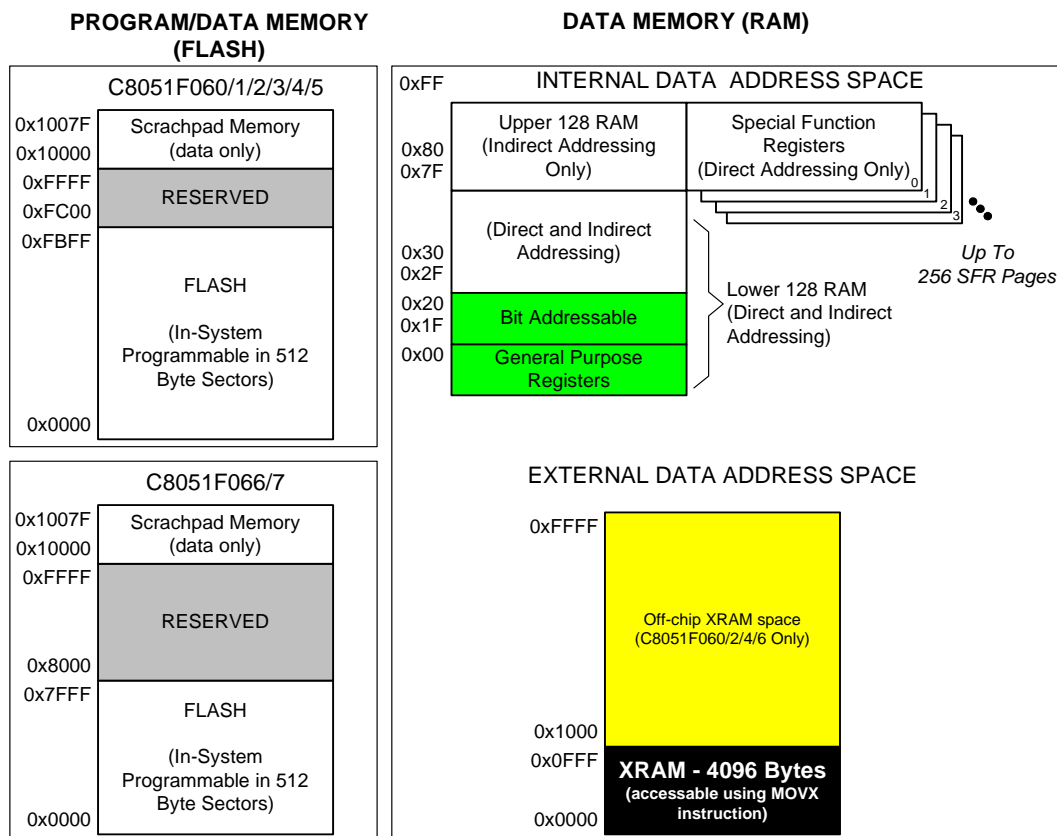 PROGRAM/DATA MEMORY
(FLASH)
C8051F060/1/2/3/4/5
0x1007F
0x10000
Scrachpad Memory
(data only)
0xFFFF
0xFC00
RESERVED
0xFBFF
FLASH
(In-System
Programmable in 512
Byte Sectors)
0x0000
C8051F066/7
0x1007F
0x10000
Scrachpad Memory
(data only)
0xFFFF
RESERVED
0x8000
0x7FFF
FLASH
(In-System
Programmable in 512
Byte Sectors)
0x0000
DATA MEMORY (RAM)
INTERNAL DATA ADDRESS SPACE
0xFF
Upper 128 RAM
(Indirect Addressing
Only)
0x80
0x7F
Special Function
Registers
(Direct Addressing Only)
0
1
2
3
Up To
256 SFR Pages
(Direct and Indirect
Addressing)
0x30
0x2F
0x20
0x1F
Bit Addressable
0x00
General Purpose
Registers
Lower 128 RAM
(Direct and Indirect
Addressing)
EXTERNAL DATA ADDRESS SPACE
0xFFFF
Off-chip XRAM space
(C8051F060/2/4/6 Only)
0x1000
0x0FFF
XRAM - 4096 Bytes
(accessable using MOVX
instruction)
0x0000